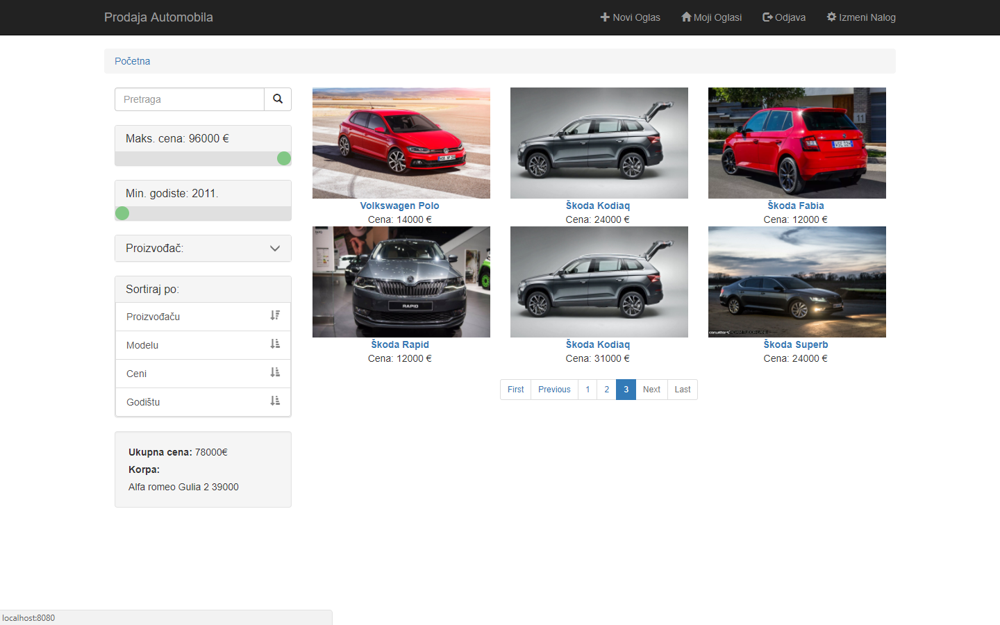 Prodaja Automobila
Novi Oglas
Moji Oglasi
Odjava
Izmeni Nalog
Početna
Pretraga
Maks. cena: 96000 €
Min. godiste: 2011.
Proizvođač:
Sortiraj po:
Proizvođaču
Modelu
Ceni
Godištu
Ukupna cena: 78000€
Korpa:
Alfa romeo Gulia 2 39000
Volkswagen Polo
Cena: 14000 €
Škoda Kodiaq
Cena: 24000 €
11
Škoda Fabia
Cena: 12000 €
RAPID
Škoda Rapid
Cena: 12000 €
Škoda Kodiaq
Cena: 31000 €
Škoda Superb
Cena: 24000 €
First Previous 1 2 3 Next Last
localhost:8080